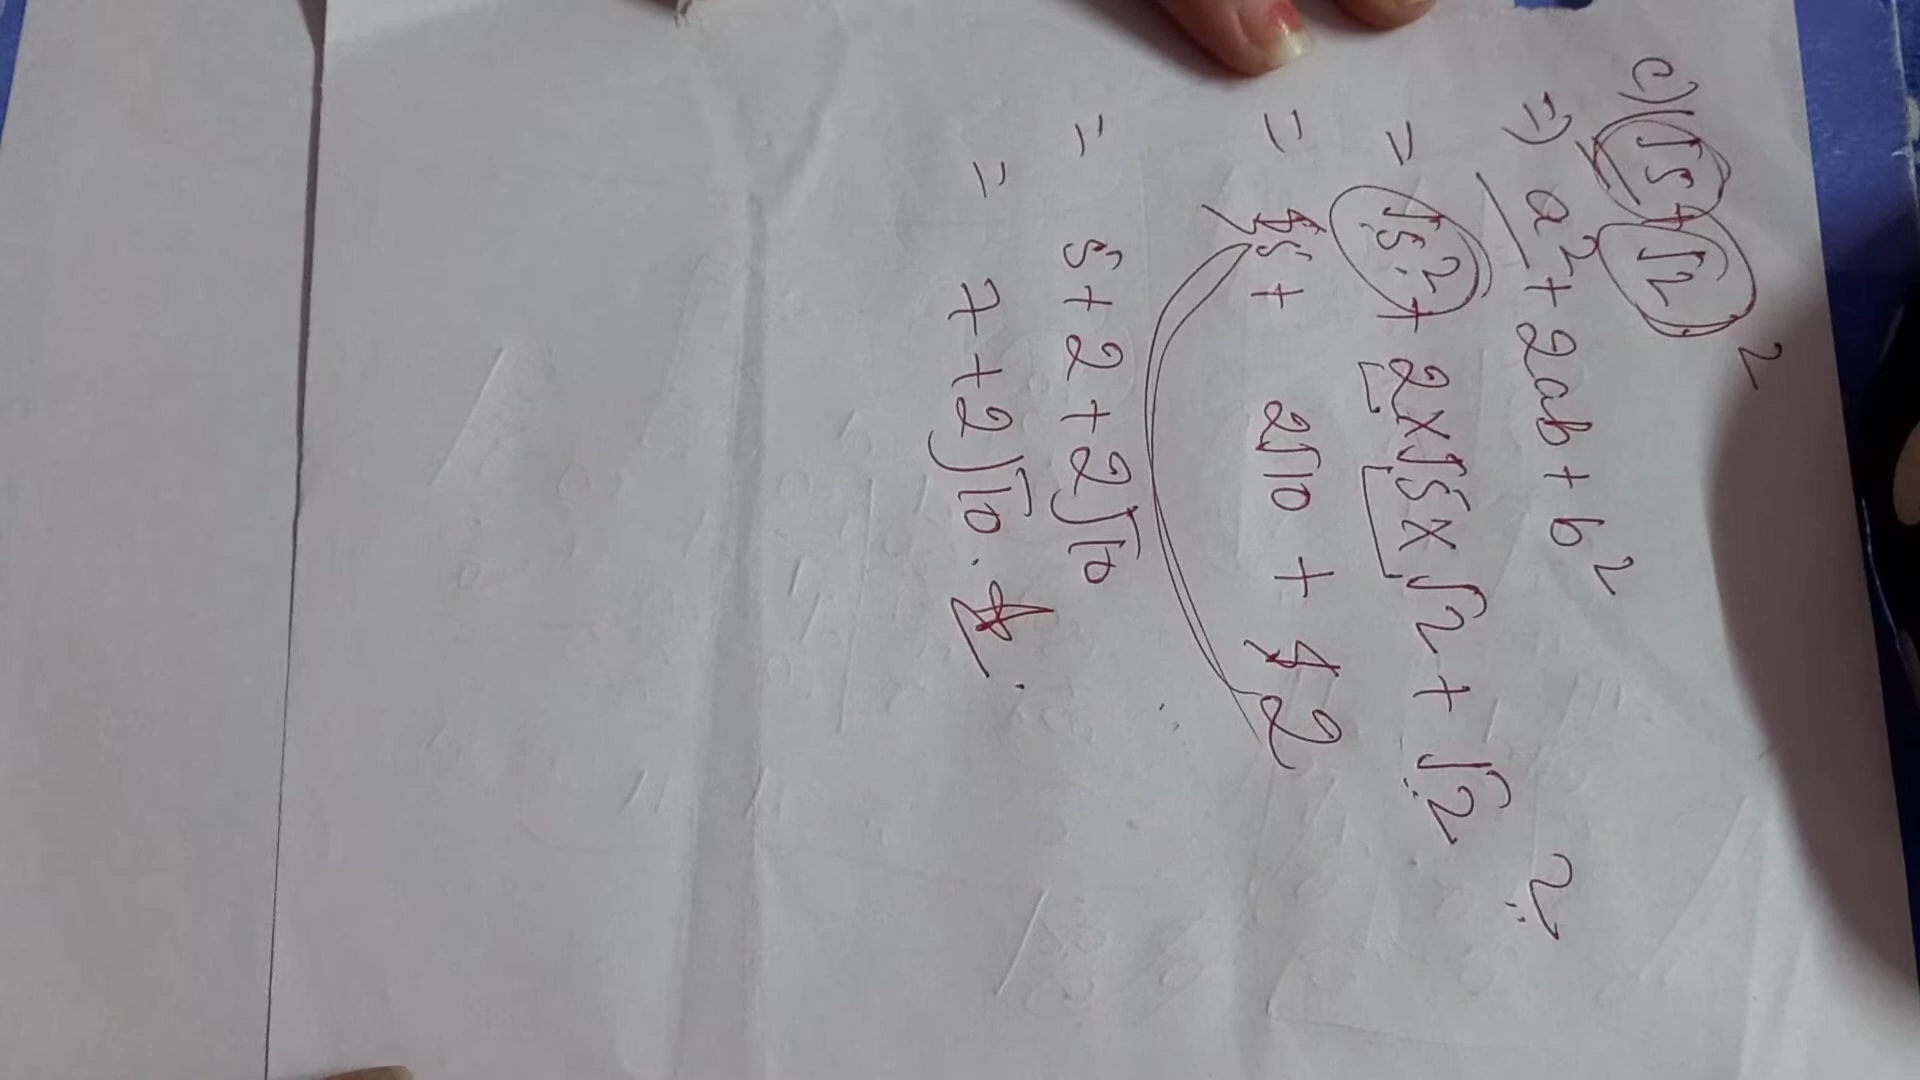 c) (√5 + √2)²
=) a² + 2ab + b²
= √5² + 2×√5×√2 + √2²
= 5 + 2√10 + 2
= 5 + 2 + 2√10
= 7 + 2√10.